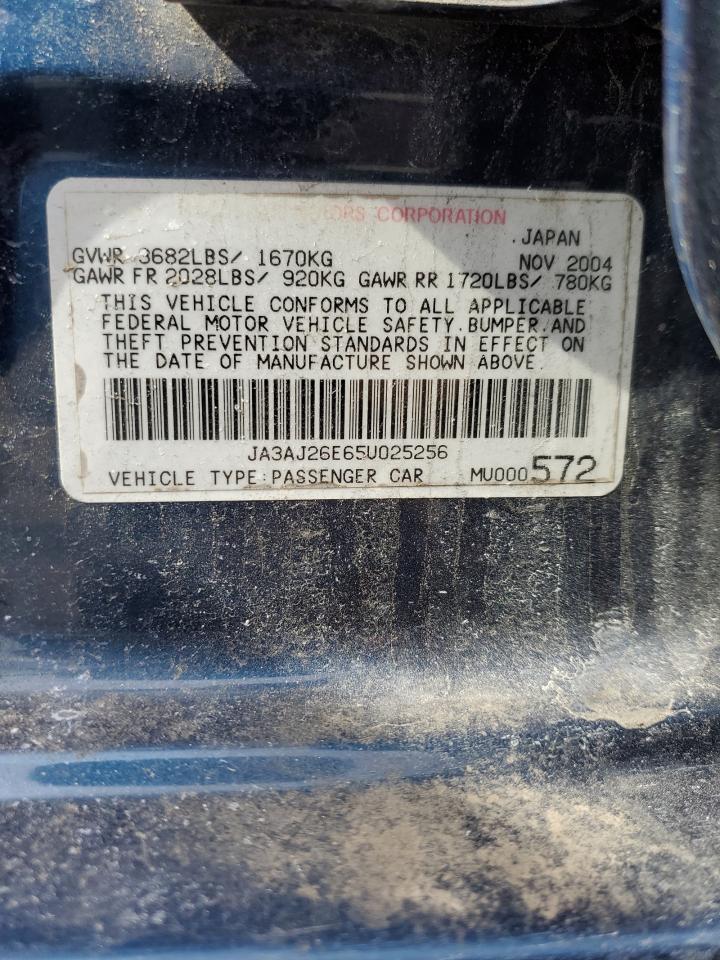 ORS CORPORATION
JAPAN
GVWR 3682LBS/ 1670KG NOV 2004
GAWR FR 2028LBS/ 920KG GAWR RR 1720LBS/ 780KG
THIS VEHICLE CONFORMS TO ALL APPLICABLE
FEDERAL MOTOR VEHICLE SAFETY.BUMPER.AND
THEFT PREVENTION STANDARDS IN EFFECT ON
THE DATE OF MANUFACTURE SHOWN ABOVE.
JA3AJ26E65U025256
VEHICLE TYPE:PASSENGER CAR MU000572